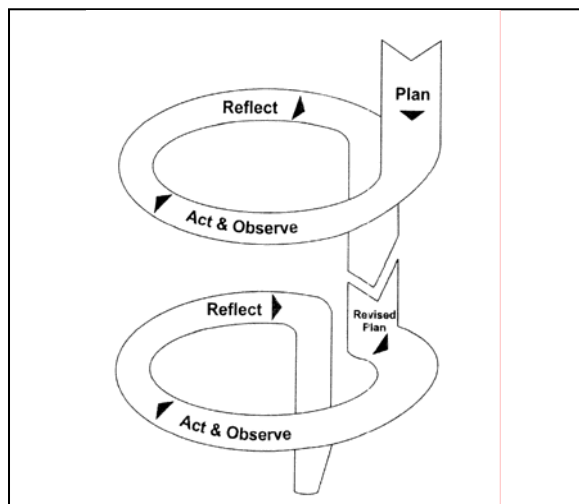 Plan
Reflect
Act & Observe
Revised
Plan
Reflect
Act & Observe